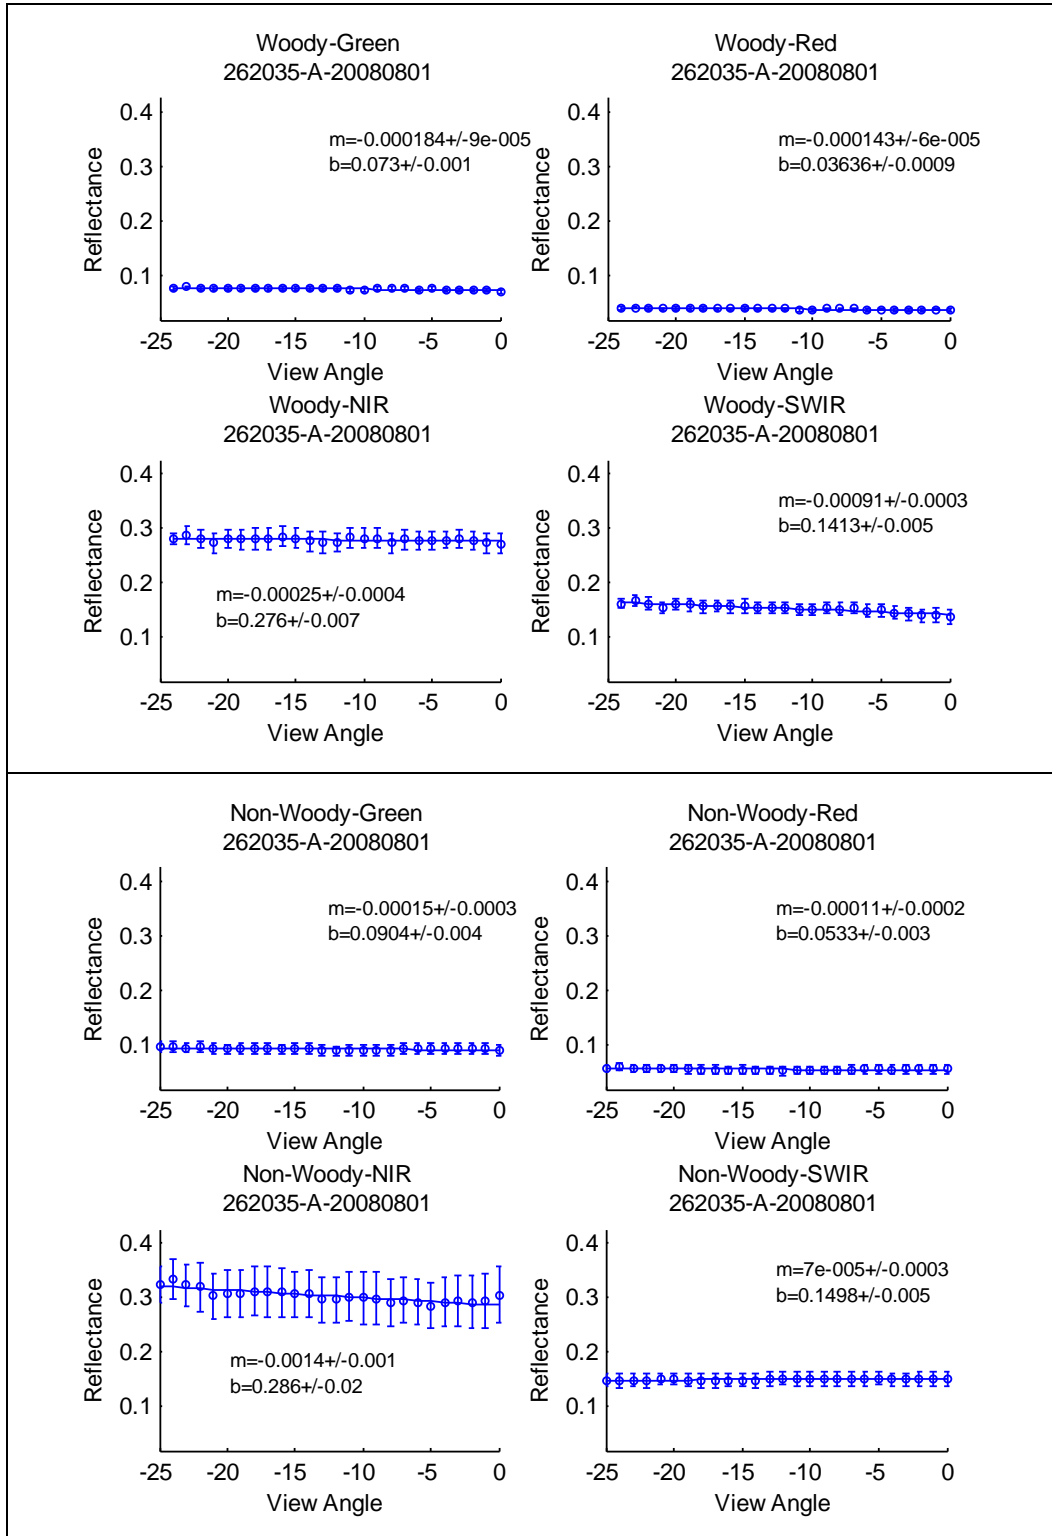 Woody-Green
262035-A-20080801
m=-0.000184+/-9e-005
b=0.073+/-0.001
0.4
0.3
0.2
0.1
Reflectance
-25 -20 -15 -10 -5 0
View Angle
Woody-Red
262035-A-20080801
m=-0.000143+/-6e-005
b=0.03636+/-0.0009
0.4
0.3
0.2
0.1
Reflectance
-25 -20 -15 -10 -5 0
View Angle
Woody-NIR
262035-A-20080801
0.4
0.3
0.2
0.1
Reflectance
m=-0.00025+/-0.0004
b=0.276+/-0.007
-25 -20 -15 -10 -5 0
View Angle
Woody-SWIR
262035-A-20080801
m=-0.00091+/-0.0003
b=0.1413+/-0.005
0.4
0.3
0.2
0.1
Reflectance
-25 -20 -15 -10 -5 0
View Angle
Non-Woody-Green
262035-A-20080801
m=-0.00015+/-0.0003
b=0.0904+/-0.004
0.4
0.3
0.2
0.1
Reflectance
-25 -20 -15 -10 -5 0
View Angle
Non-Woody-Red
262035-A-20080801
m=-0.00011+/-0.0002
b=0.0533+/-0.003
0.4
0.3
0.2
0.1
Reflectance
-25 -20 -15 -10 -5 0
View Angle
Non-Woody-NIR
262035-A-20080801
0.4
0.3
0.2
0.1
Reflectance
m=-0.0014+/-0.001
b=0.286+/-0.02
-25 -20 -15 -10 -5 0
View Angle
Non-Woody-SWIR
262035-A-20080801
m=7e-005+/-0.0003
b=0.1498+/-0.005
0.4
0.3
0.2
0.1
Reflectance
-25 -20 -15 -10 -5 0
View Angle